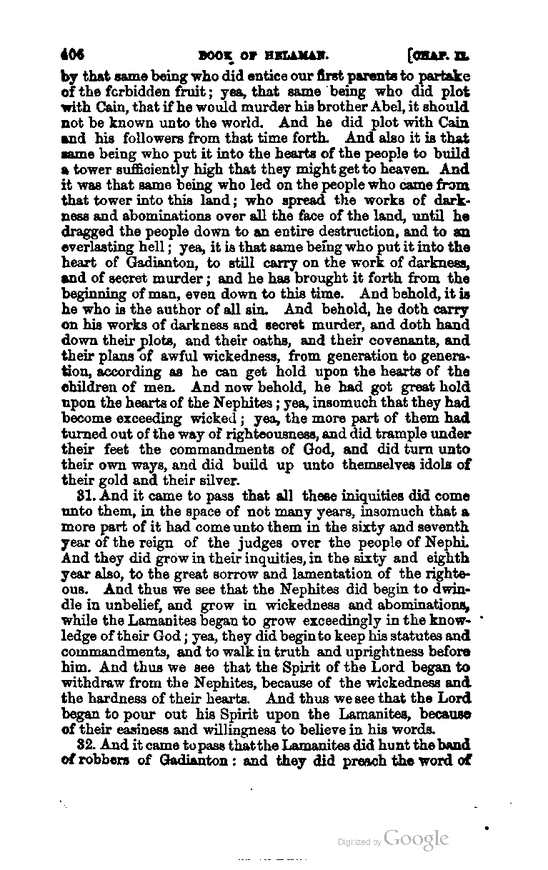 406 BOOK OF HELAMAN. [CHAP. II.
by that same being who did entice our first parents to partake
of the fcrbidden fruit; yea, that same being who did plot
with Cain, that if he would murder his brother Abel, it should
not be known unto the world. And he did plot with Cain
and his followers from that time forth. And also it is that
same being who put it into the hearts of the people to build
a tower sufficiently high that they might get to heaven. And
it was that same being who led on the people who came from
that tower into this land; who spread the works of dark-
ness and abominations over all the face of the land, until he
dragged the people down to an entire destruction, and to an
everlasting hell; yea, it is that same being who put it into the
heart of Gadianton, to still carry on the work of darkness,
and of secret murder; and he has brought it forth from the
beginning of man, even down to this time. And behold, it is
he who is the author of all sin. And behold, he doth carry
on his works of darkness and secret murder, and doth hand
down their plots, and their oaths, and their covenants, and
their plans of awful wickedness, from generation to genera-
tion, according as he can get hold upon the hearts of the
children of men. And now behold, he had got great hold
upon the hearts of the Nephites; yea, insomuch that they had
become exceeding wicked; yea, the more part of them had
turned out of the way of righteousness, and did trample under
their feet the commandments of God, and did turn unto
their own ways, and did build up unto themselves idols of
their gold and their silver.
31. And it came to pass that all these iniquities did come
unto them, in the space of not many years, insomuch that a
more part of it had come unto them in the sixty and seventh
year of the reign of the judges over the people of Nephi.
And they did grow in their inquities, in the sixty and eighth
year also, to the great sorrow and lamentation of the righte-
ous. And thus we see that the Nephites did begin to dwin-
dle in unbelief, and grow in wickedness and abominations,
while the Lamanites began to grow exceedingly in the know-
ledge of their God; yea, they did begin to keep his statutes and
commandments, and to walk in truth and uprightness before
him. And thus we see that the Spirit of the Lord began to
withdraw from the Nephites, because of the wickedness and
the hardness of their hearts. And thus we see that the Lord
began to pour out his Spirit upon the Lamanites, because
of their easiness and willingness to believe in his words.
32. And it came to pass that the Lamanites did hunt the band
of robbers of Gadianton: and they did preach the word of
Digitized by Google